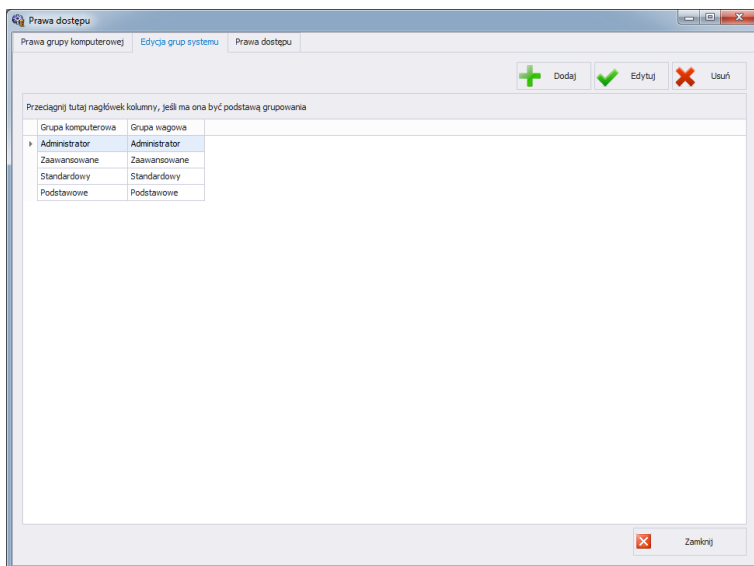 Prawa dostępu
Prawa grupy komputerowej Edycja grup systemu Prawa dostępu
Dodaj Edytuj Usuń
Przeciągnij tutaj nagłówek kolumny, jeśli ma ona być podstawą grupowania
Grupa komputerowa Grupa wagowa
Administrator Administrator
Zaawansowane Zaawansowane
Standardowy Standardowy
Podstawowe Podstawowe
Zamknij